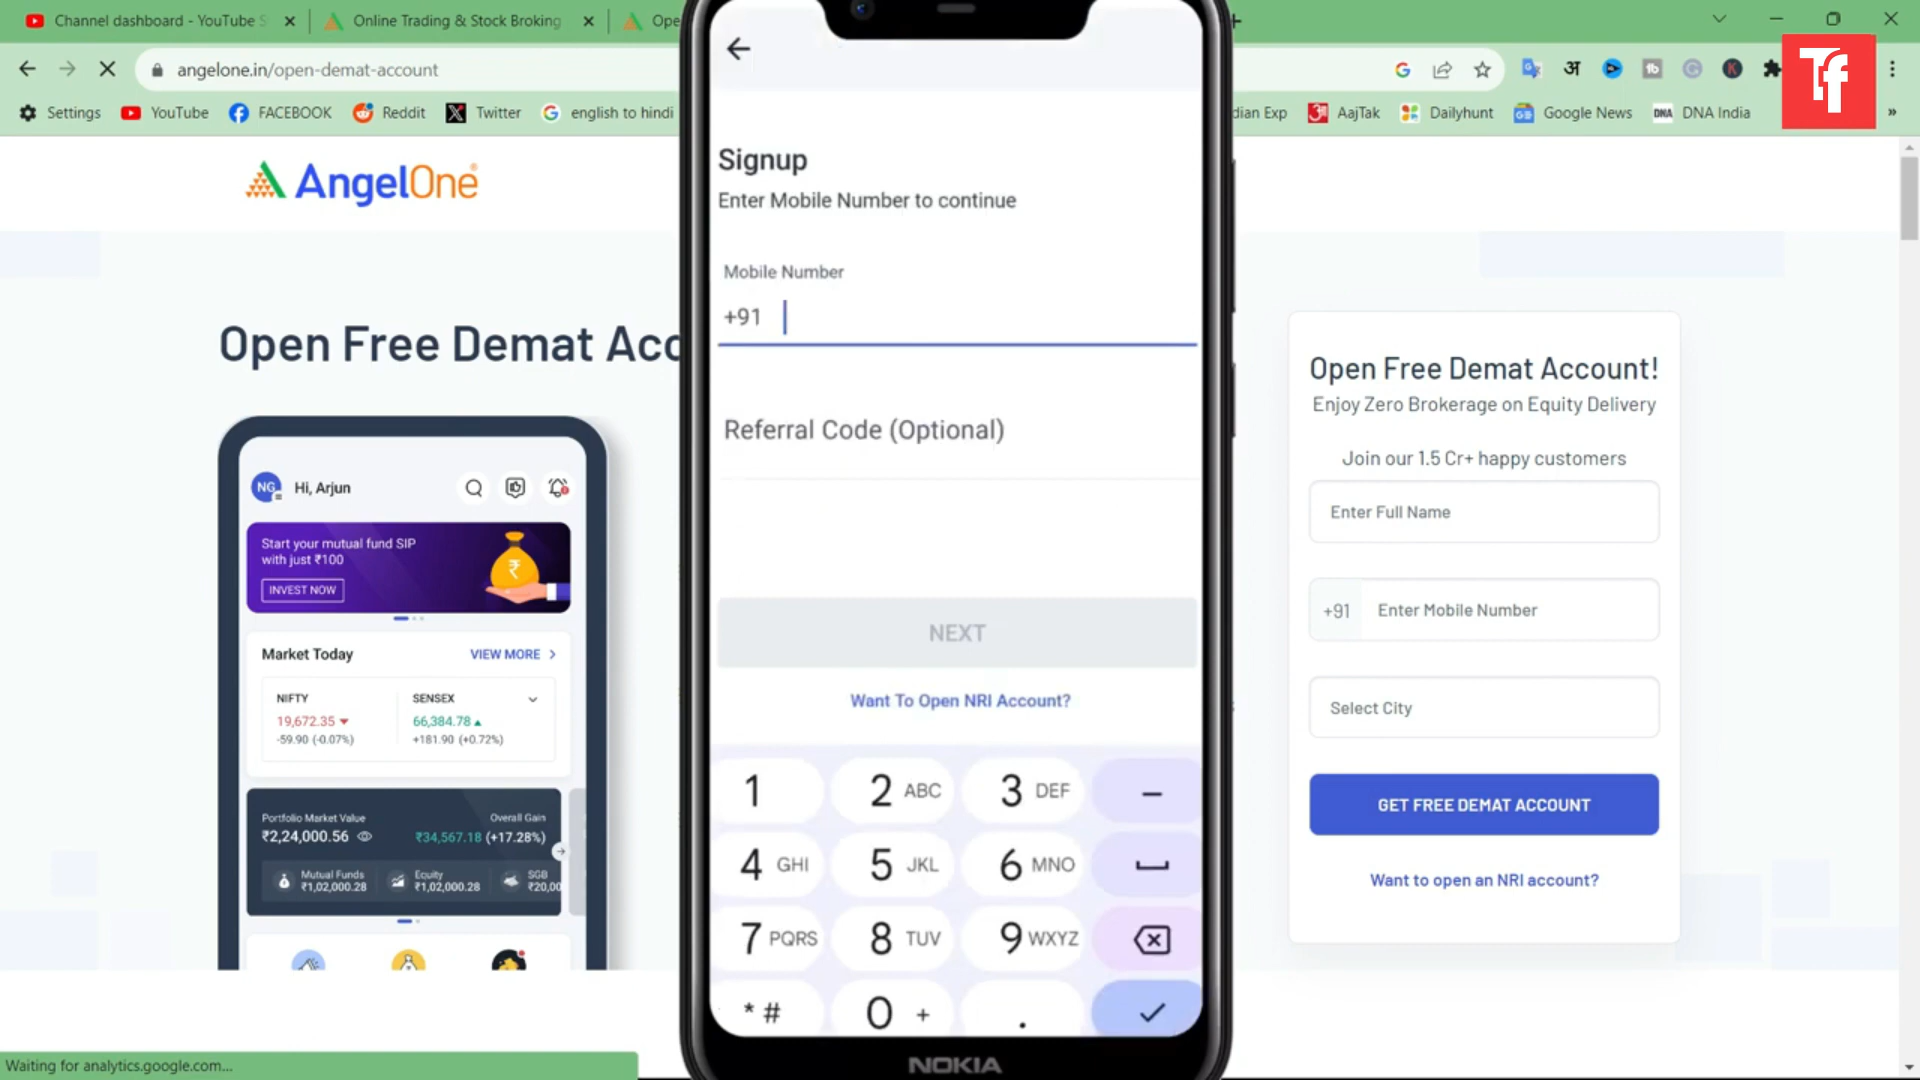 Channel dashboard - YouTube S
Online Trading & Stock Broking
Ope
angelone.in/open-demat-account
Settings
YouTube
FACEBOOK
Reddit
Twitter
english to hindi
dian Exp
AajTak
Dailyhunt
Google News
DNA India
Tf
AngelOne
Open Free Demat Acc
NG
Hi, Arjun
Start your mutual fund SIP
with just ₹100
INVEST NOW
Market Today
VIEW MORE
NIFTY
19,672.35
-59.90 (-0.07%)
SENSEX
66,384.78
+181.90 (+0.72%)
Portfolio Market Value
₹2,24,000.56
Overall Gain
₹34,567.18 (+17.28%)
Mutual Funds
₹1,02,000.28
Equity
₹1,02,000.28
SGB
₹20,00
Signup
Enter Mobile Number to continue
Mobile Number
+91
Referral Code (Optional)
NEXT
Want To Open NRI Account?
1
2 ABC
3 DEF
4 GHI
5 JKL
6 MNO
7 PQRS
8 TUV
9 WXYZ
* #
0 +
.
NOKIA
Open Free Demat Account!
Enjoy Zero Brokerage on Equity Delivery
Join our 1.5 Cr+ happy customers
Enter Full Name
+91
Enter Mobile Number
Select City
GET FREE DEMAT ACCOUNT
Want to open an NRI account?
Waiting for analytics.google.com...